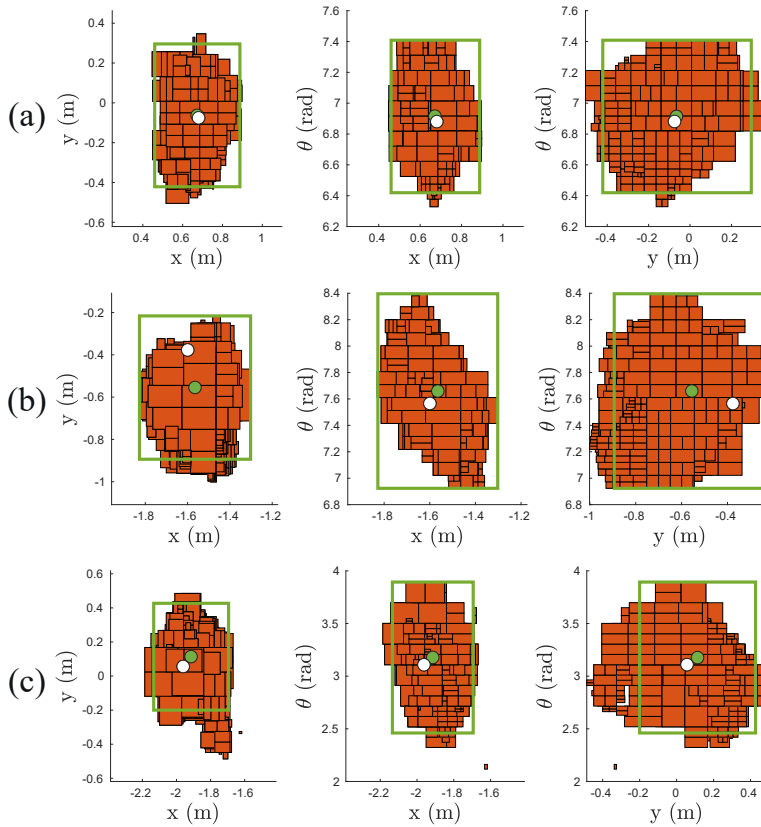 (a)
0.4
0.2
0
-0.2
-0.4
-0.6
y (m)
0.4 0.6 0.8 1
x (m)
7.6
7.4
7.2
7
6.8
6.6
6.4
6.2
θ (rad)
0.4 0.6 0.8 1
x (m)
7.6
7.4
7.2
7
6.8
6.6
6.4
6.2
θ (rad)
-0.4 -0.2 0 0.2
y (m)
(b)
-0.2
-0.4
-0.6
-0.8
-1
y (m)
-1.8 -1.6 -1.4 -1.2
x (m)
8.4
8.2
8
7.8
7.6
7.4
7.2
7
6.8
θ (rad)
-1.8 -1.6 -1.4 -1.2
x (m)
8.4
8.2
8
7.8
7.6
7.4
7.2
7
6.8
θ (rad)
-1 -0.8 -0.6 -0.4
y (m)
(c)
0.6
0.4
0.2
0
-0.2
-0.4
-0.6
y (m)
-2.2 -2 -1.8 -1.6
x (m)
4
3.5
3
2.5
2
θ (rad)
-2.2 -2 -1.8 -1.6
x (m)
4
3.5
3
2.5
2
θ (rad)
-0.4 -0.2 0 0.2 0.4
y (m)